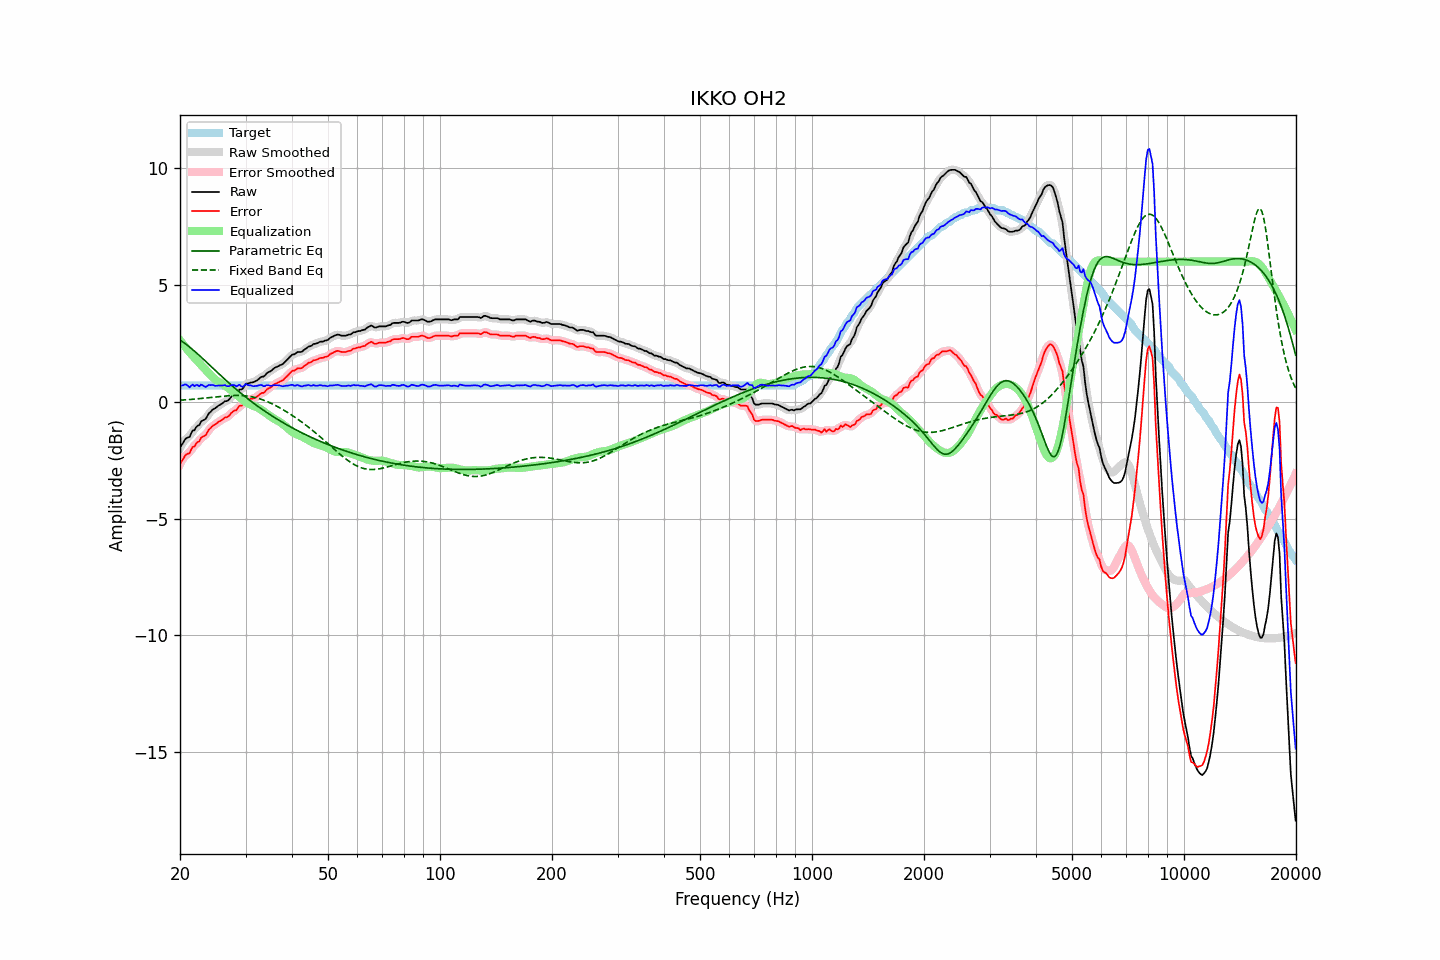 IKKO OH2
Target
Raw Smoothed
Error Smoothed
Raw
Error
Equalization
Parametric Eq
Fixed Band Eq
Equalized
10
5
0
−5
−10
−15
Amplitude (dBr)
20 50 100 200 500 1000 2000 5000 10000 20000
Frequency (Hz)